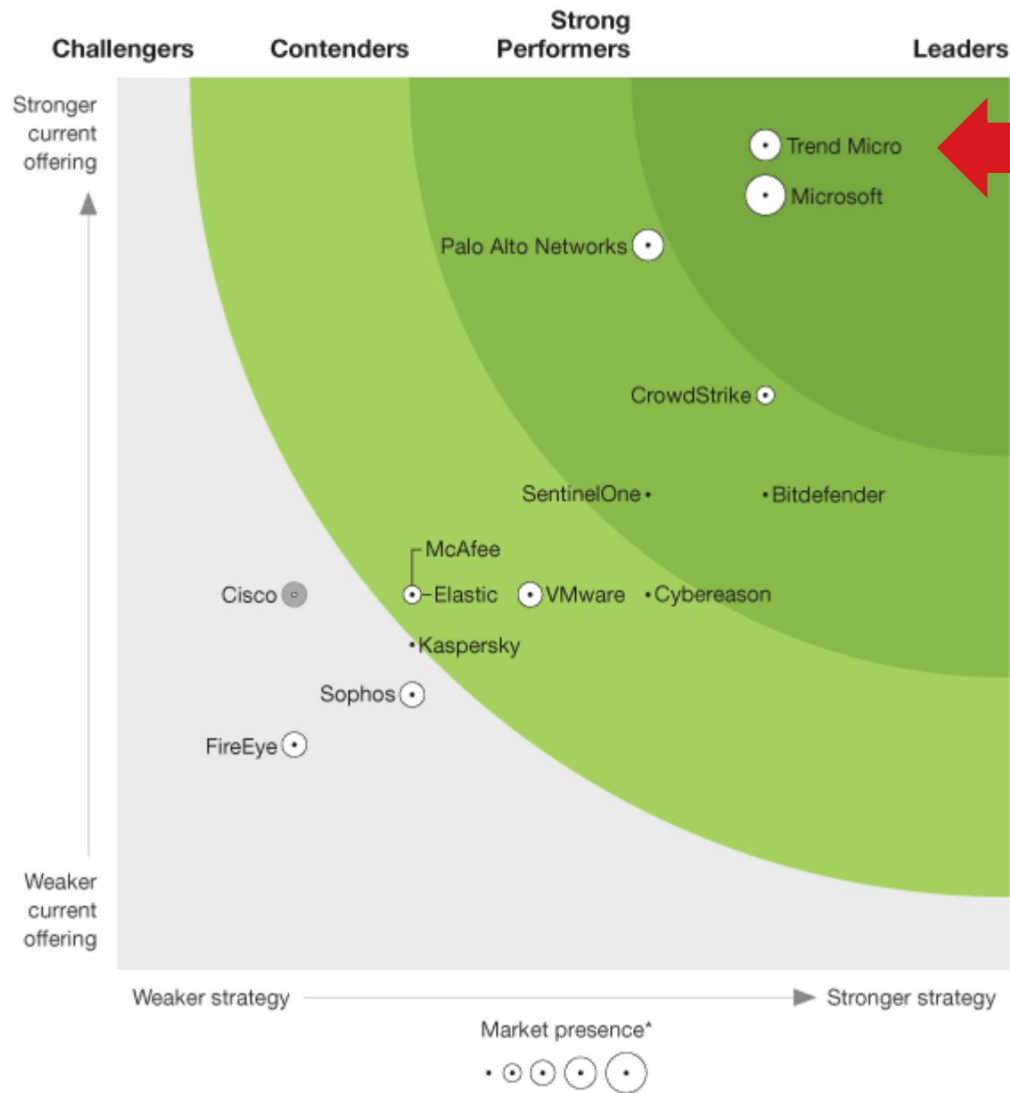 Challengers
Contenders
Strong
Performers
Leaders
Stronger
current
offering
Trend Micro
Microsoft
Palo Alto Networks
CrowdStrike
SentinelOne
Bitdefender
McAfee
Cisco
Elastic
VMware
Cybereason
Kaspersky
Sophos
FireEye
Weaker
current
offering
Weaker strategy
Stronger strategy
Market presence*